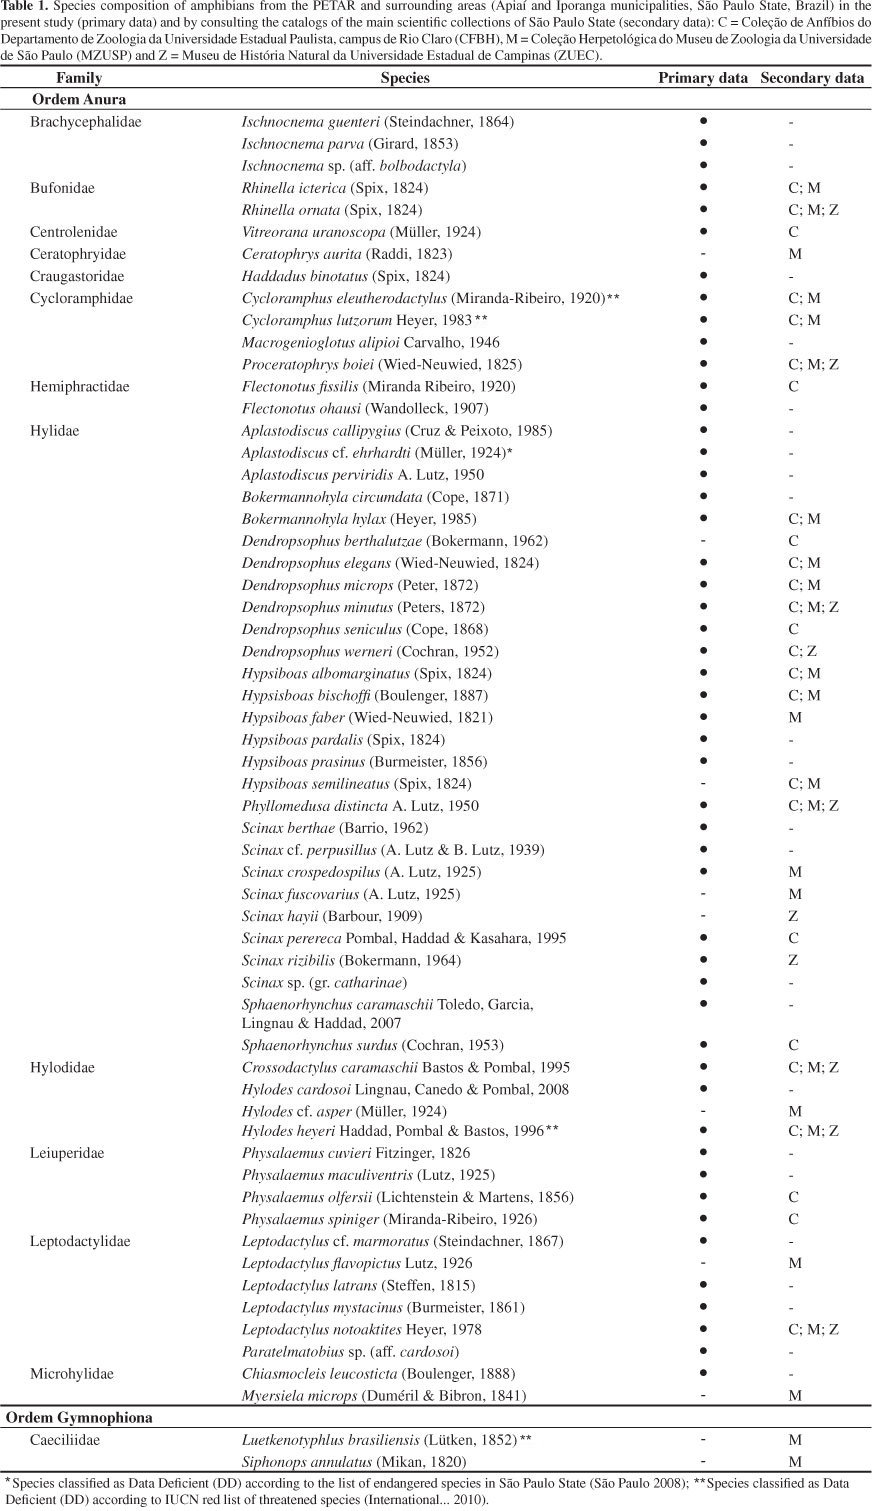 Table 1. Species composition of amphibians from the PETAR and surrounding areas (Apiaí and Iporanga municipalities, São Paulo State, Brazil) in the
present study (primary data) and by consulting the catalogs of the main scientific collections of São Paulo State (secondary data): C = Coleção de Anfíbios do
Departamento de Zoologia da Universidade Estadual Paulista, campus de Rio Claro (CFBH), M = Coleção Herpetológica do Museu de Zoologia da Universidade
de São Paulo (MZUSP) and Z = Museu de História Natural da Universidade Estadual de Campinas (ZUEC).
Family Species Primary data Secondary data
Ordem Anura
Brachycephalidae Ischnocnema guenteri (Steindachner, 1864) • -
Ischnocnema parva (Girard, 1853) • -
Ischnocnema sp. (aff. bolbodactyla) • -
Bufonidae Rhinella icterica (Spix, 1824) • C; M
Rhinella ornata (Spix, 1824) • C; M; Z
Centrolenidae Vitreorana uranoscopa (Müller, 1924) • C
Ceratophryidae Ceratophrys aurita (Raddi, 1823) - M
Craugastoridae Haddadus binotatus (Spix, 1824) • -
Cycloramphidae Cycloramphus eleutherodactylus (Miranda-Ribeiro, 1920)** • C; M
Cycloramphus lutzorum Heyer, 1983** • C; M
Macrogenioglotus alipioi Carvalho, 1946 • -
Proceratophrys boiei (Wied-Neuwied, 1825) • C; M; Z
Hemiphractidae Flectonotus fissilis (Miranda Ribeiro, 1920) • C
Flectonotus ohausi (Wandolleck, 1907) • -
Hylidae Aplastodiscus callipygius (Cruz & Peixoto, 1985) • -
Aplastodiscus cf. ehrhardti (Müller, 1924)* • -
Aplastodiscus perviridis A. Lutz, 1950 • -
Bokermannohyla circumdata (Cope, 1871) • -
Bokermannohyla hylax (Heyer, 1985) • C; M
Dendropsophus berthalutzae (Bokermann, 1962) - C
Dendropsophus elegans (Wied-Neuwied, 1824) • C; M
Dendropsophus microps (Peter, 1872) • C; M
Dendropsophus minutus (Peters, 1872) • C; M; Z
Dendropsophus seniculus (Cope, 1868) • C
Dendropsophus werneri (Cochran, 1952) • C; Z
Hypsiboas albomarginatus (Spix, 1824) • C; M
Hypsisboas bischoffi (Boulenger, 1887) • C; M
Hypsiboas faber (Wied-Neuwied, 1821) • M
Hypsiboas pardalis (Spix, 1824) • -
Hypsiboas prasinus (Burmeister, 1856) • -
Hypsiboas semilineatus (Spix, 1824) - C; M
Phyllomedusa distincta A. Lutz, 1950 • C; M; Z
Scinax berthae (Barrio, 1962) • -
Scinax cf. perpusillus (A. Lutz & B. Lutz, 1939) • -
Scinax crospedospilus (A. Lutz, 1925) • M
Scinax fuscovarius (A. Lutz, 1925) - M
Scinax hayii (Barbour, 1909) - Z
Scinax perereca Pombal, Haddad & Kasahara, 1995 • C
Scinax rizibilis (Bokermann, 1964) • Z
Scinax sp. (gr. catharinae) • -
Sphaenorhynchus caramaschii Toledo, Garcia, • -
Lingnau & Haddad, 2007
Sphaenorhynchus surdus (Cochran, 1953) • C
Hylodidae Crossodactylus caramaschii Bastos & Pombal, 1995 • C; M; Z
Hylodes cardosoi Lingnau, Canedo & Pombal, 2008 • -
Hylodes cf. asper (Müller, 1924) - M
Hylodes heyeri Haddad, Pombal & Bastos, 1996** • C; M; Z
Leiuperidae Physalaemus cuvieri Fitzinger, 1826 • -
Physalaemus maculiventris (Lutz, 1925) • -
Physalaemus olfersii (Lichtenstein & Martens, 1856) • C
Physalaemus spiniger (Miranda-Ribeiro, 1926) • C
Leptodactylidae Leptodactylus cf. marmoratus (Steindachner, 1867) • -
Leptodactylus flavopictus Lutz, 1926 - M
Leptodactylus latrans (Steffen, 1815) • -
Leptodactylus mystacinus (Burmeister, 1861) • -
Leptodactylus notoaktites Heyer, 1978 • C; M; Z
Paratelmatobius sp. (aff. cardosoi) • -
Microhylidae Chiasmocleis leucosticta (Boulenger, 1888) • -
Myersiela microps (Duméril & Bibron, 1841) - M
Ordem Gymnophiona
Caeciliidae Luetkenotyphlus brasiliensis (Lütken, 1852)** - M
Siphonops annulatus (Mikan, 1820) - M
*Species classified as Data Deficient (DD) according to the list of endangered species in São Paulo State (São Paulo 2008); **Species classified as Data
Deficient (DD) according to IUCN red list of threatened species (International... 2010).